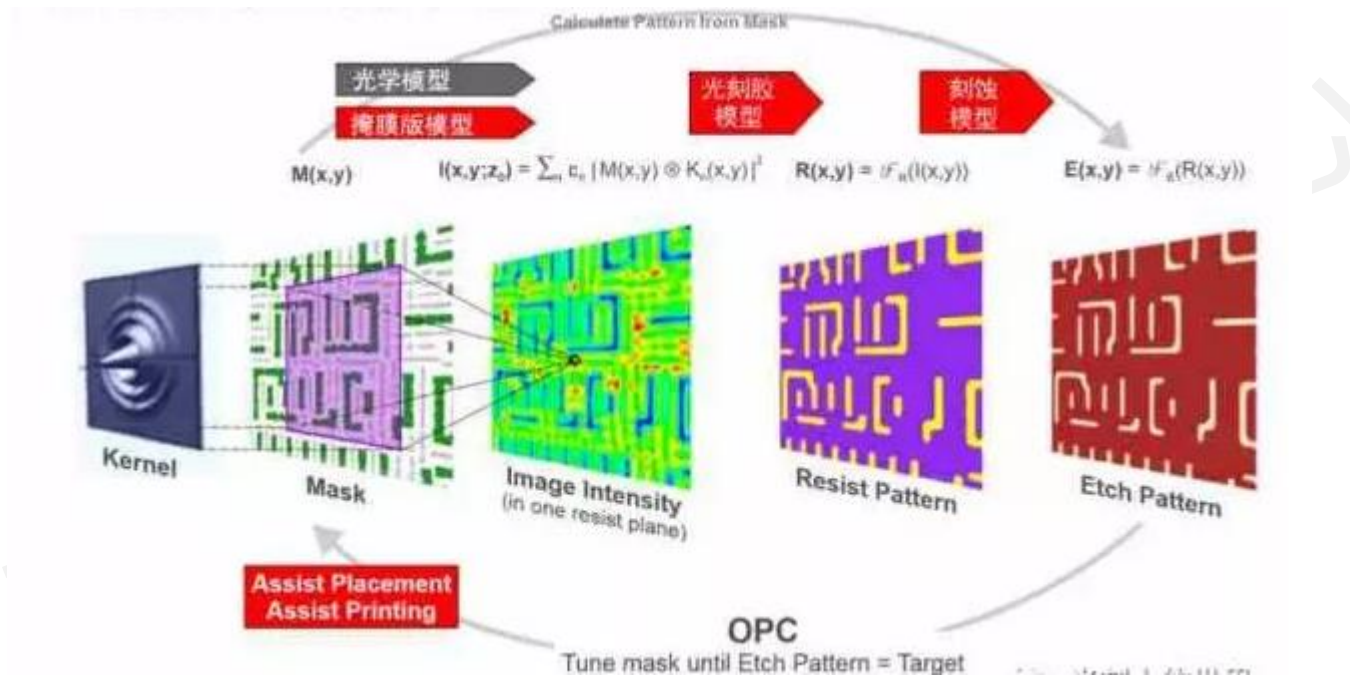 Calculate Pattern from Mask
光学模型
掩膜版模型
光刻胶
模型
刻蚀
模型
M(x,y)
I(x,y;z₀) = ∑ₙ cₙ |M(x,y) ⊗ Kₙ(x,y)|²
R(x,y) = ℱ_R(I(x,y))
E(x,y) = ℱ_E(R(x,y))
Kernel
Mask
Image Intensity
(in one resist plane)
Resist Pattern
Etch Pattern
Assist Placement
Assist Printing
OPC
Tune mask until Etch Pattern = Target